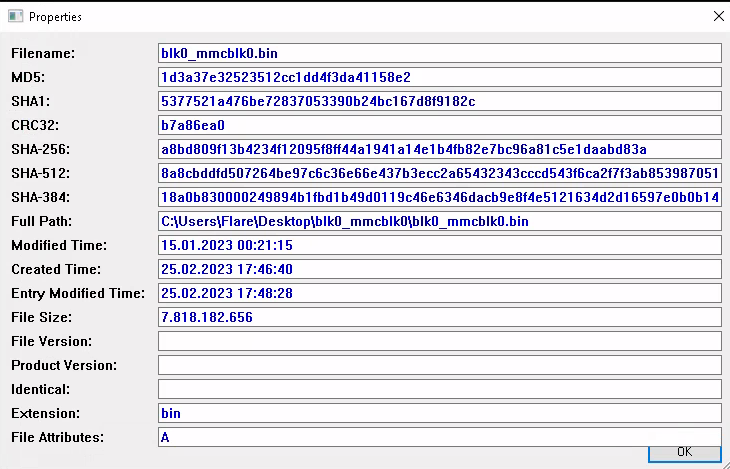 Properties
Filename: blk0_mmcblk0.bin
MD5: 1d3a37e32523512cc1dd4f3da41158e2
SHA1: 5377521a476be72837053390b24bc167d8f9182c
CRC32: b7a86ea0
SHA-256: a8bd809f13b4234f12095f8ff44a1941a14e1b4fb82e7bc96a81c5e1daabd83a
SHA-512: 8a8cbddfd507264be97c6c36e66e437b3ecc2a65432343cccd543f6ca2f7f3ab853987051
SHA-384: 18a0b830000249894b1fbd1b49d0119c46e6346dacb9e8f4e5121634d2d16597e0b0b14
Full Path: C:\Users\Flare\Desktop\blk0_mmcblk0\blk0_mmcblk0.bin
Modified Time: 15.01.2023 00:21:15
Created Time: 25.02.2023 17:46:40
Entry Modified Time: 25.02.2023 17:48:28
File Size: 7.818.182.656
File Version:
Product Version:
Identical:
Extension: bin
File Attributes: A
OK